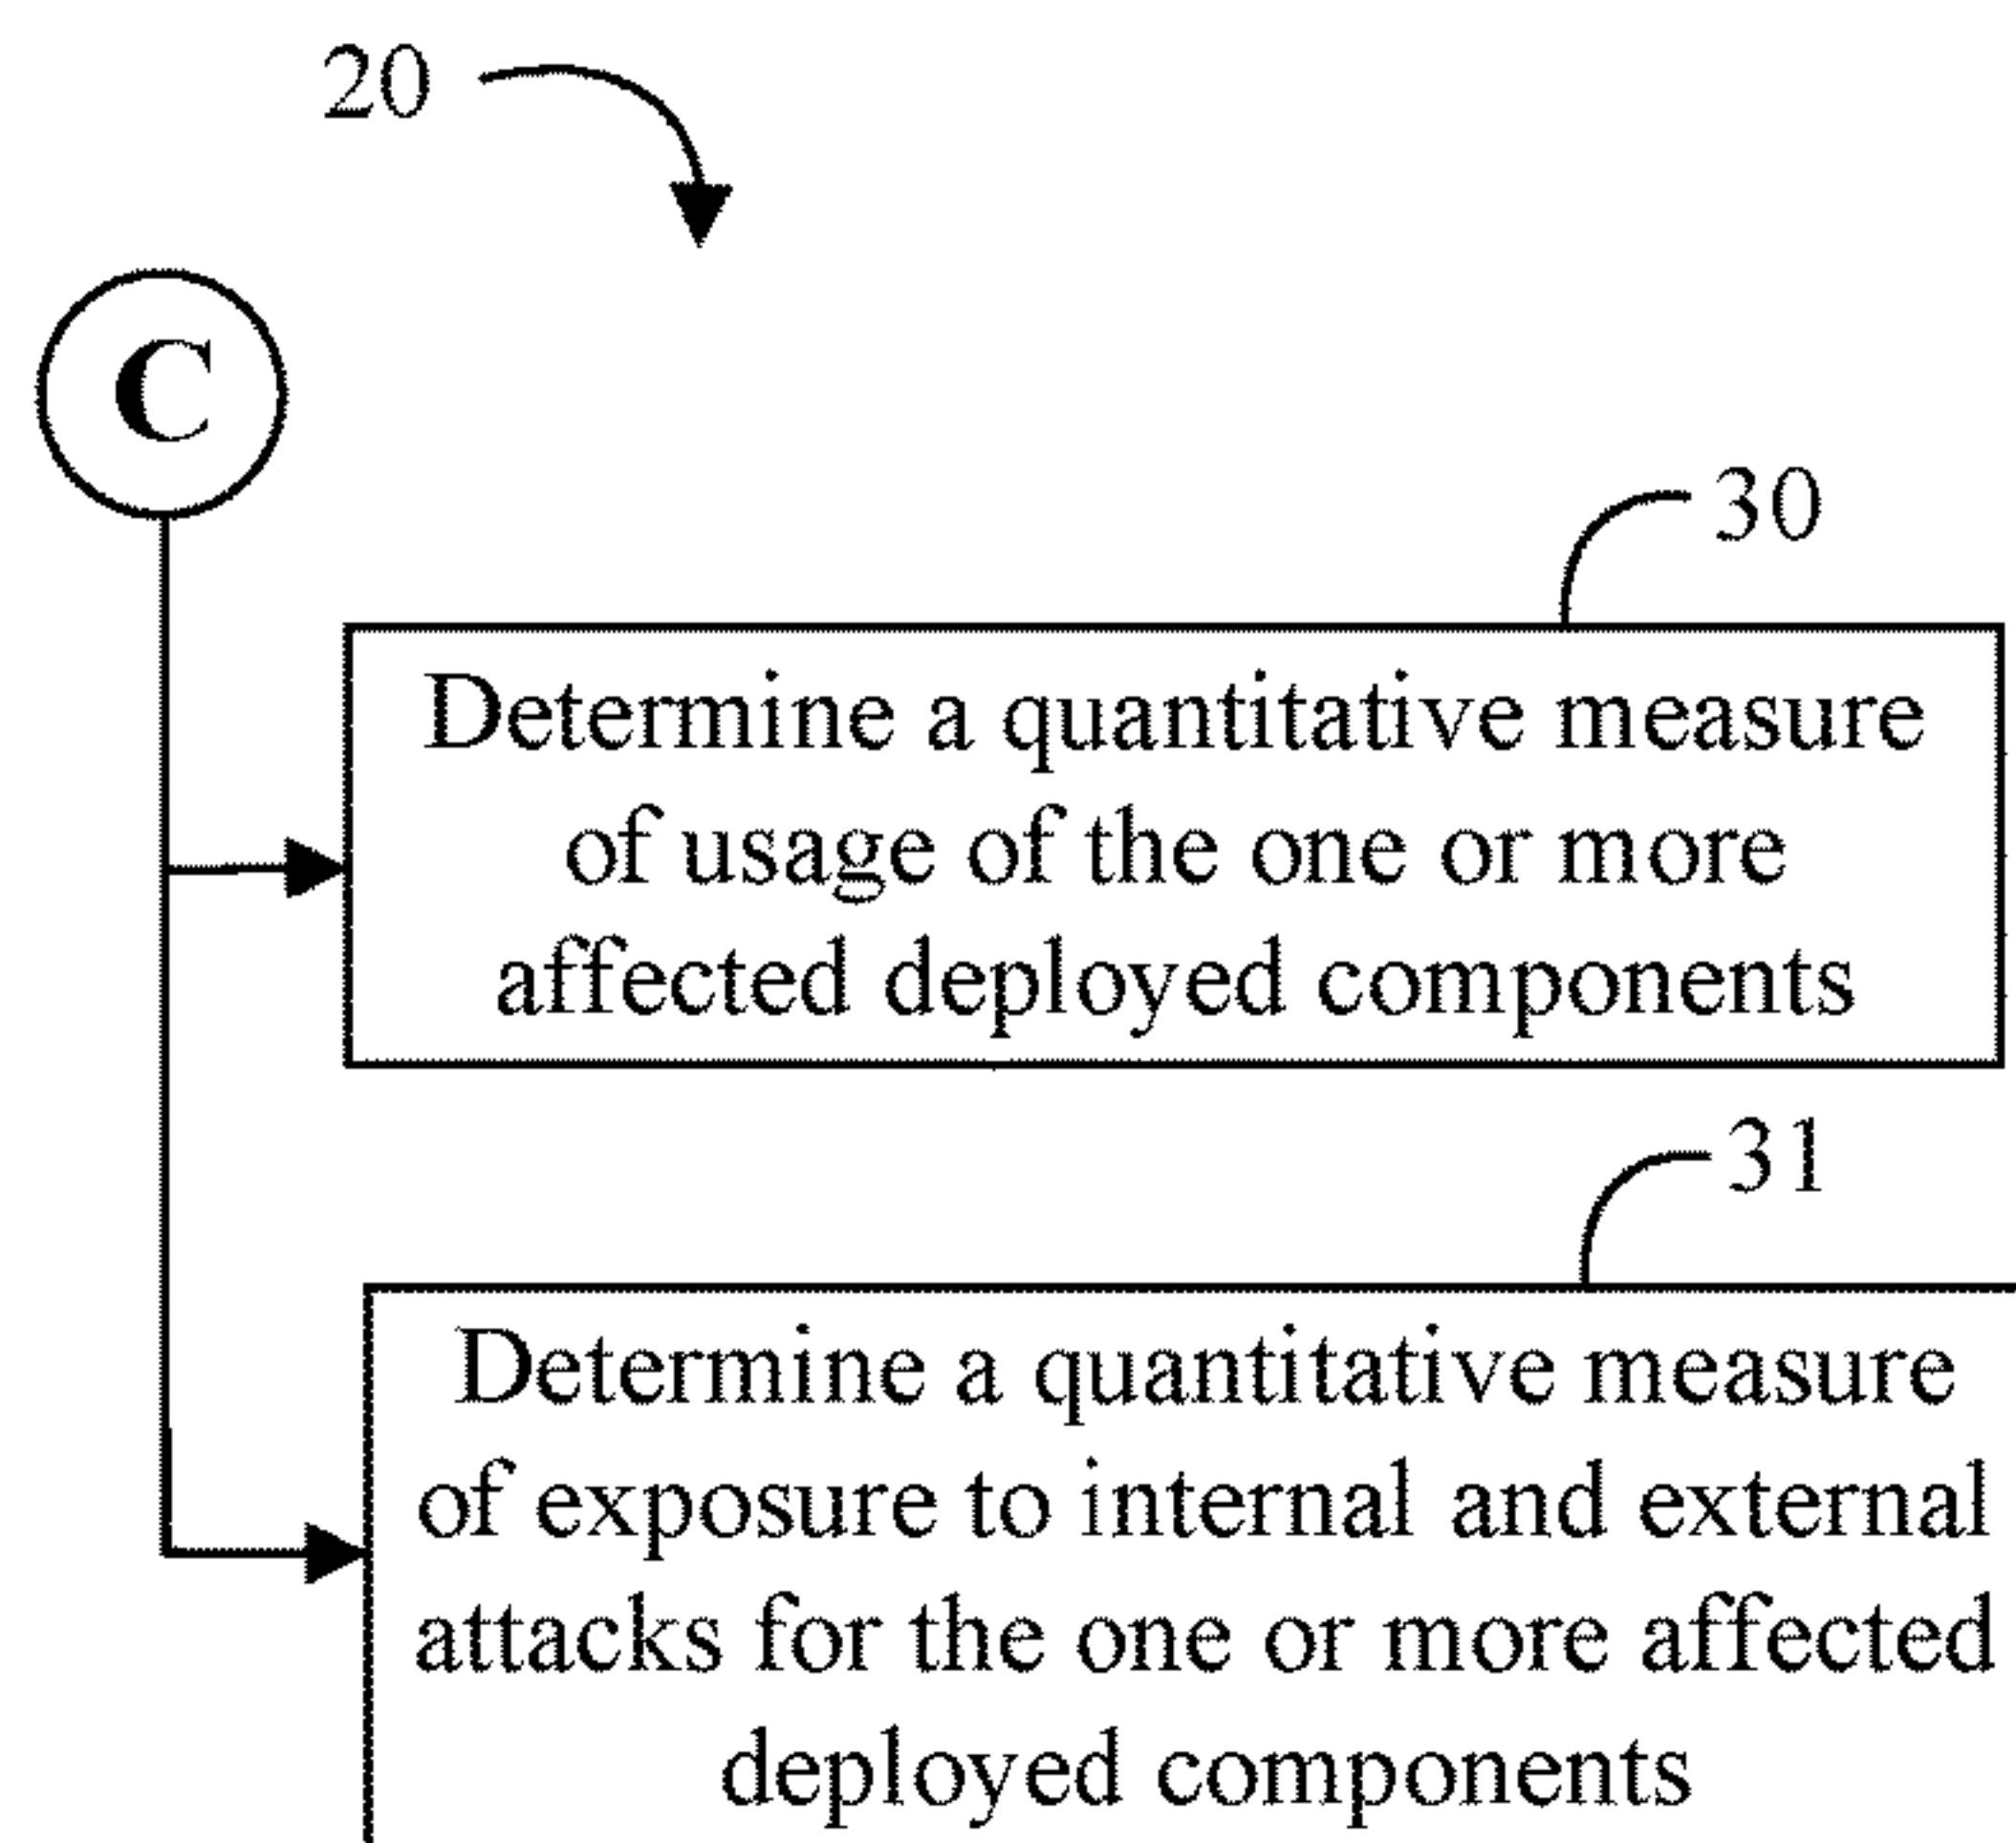 20
C
30
Determine a quantitative measure
of usage of the one or more
affected deployed components
31
Determine a quantitative measure
of exposure to internal and external
attacks for the one or more affected
deployed components